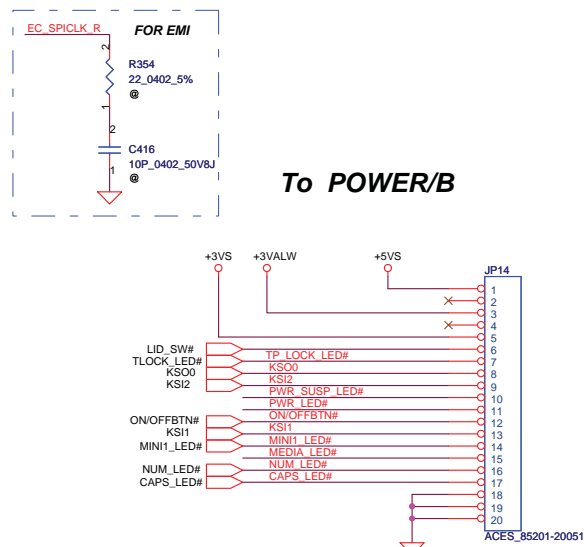 EC_SPICLK_R
FOR EMI
2
R354
22_0402_5%
@
1
2
C416
10P_0402_50V8J
1
@
To POWER/B
+3VS +3VALW +5VS
JP14
1
2
3
4
5
LID_SW# 6
TLOCK_LED# TP_LOCK_LED# 7
KSO0 KSO0 8
KSI2 KSI2 9
PWR_SUSP_LED# 10
PWR_LED# 11
ON/OFFBTN# ON/OFFBTN# 12
KSI1 KSI1 13
MINI1_LED# MINI1_LED# 14
MEDIA_LED# 15
NUM_LED# NUM_LED# 16
CAPS_LED# CAPS_LED# 17
18
19
20
ACES_85201-20051